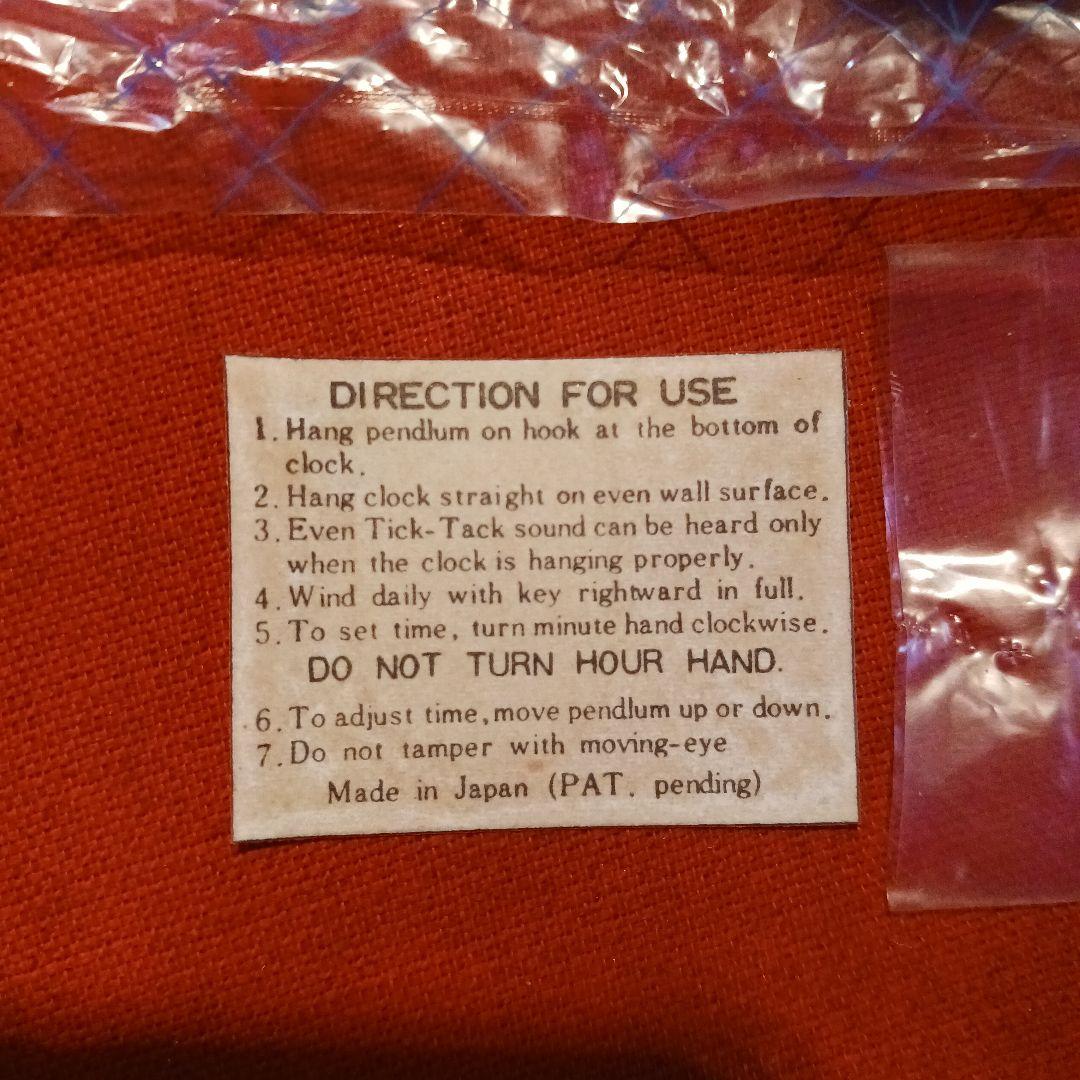 DIRECTION FOR USE
1. Hang pendlum on hook at the bottom of
clock.
2. Hang clock straight on even wall surface.
3. Even Tick-Tack sound can be heard only
when the clock is hanging properly.
4. Wind daily with key rightward in full.
5. To set time, turn minute hand clockwise.
DO NOT TURN HOUR HAND.
6. To adjust time, move pendlum up or down.
7. Do not tamper with moving-eye
Made in Japan (PAT. pending)